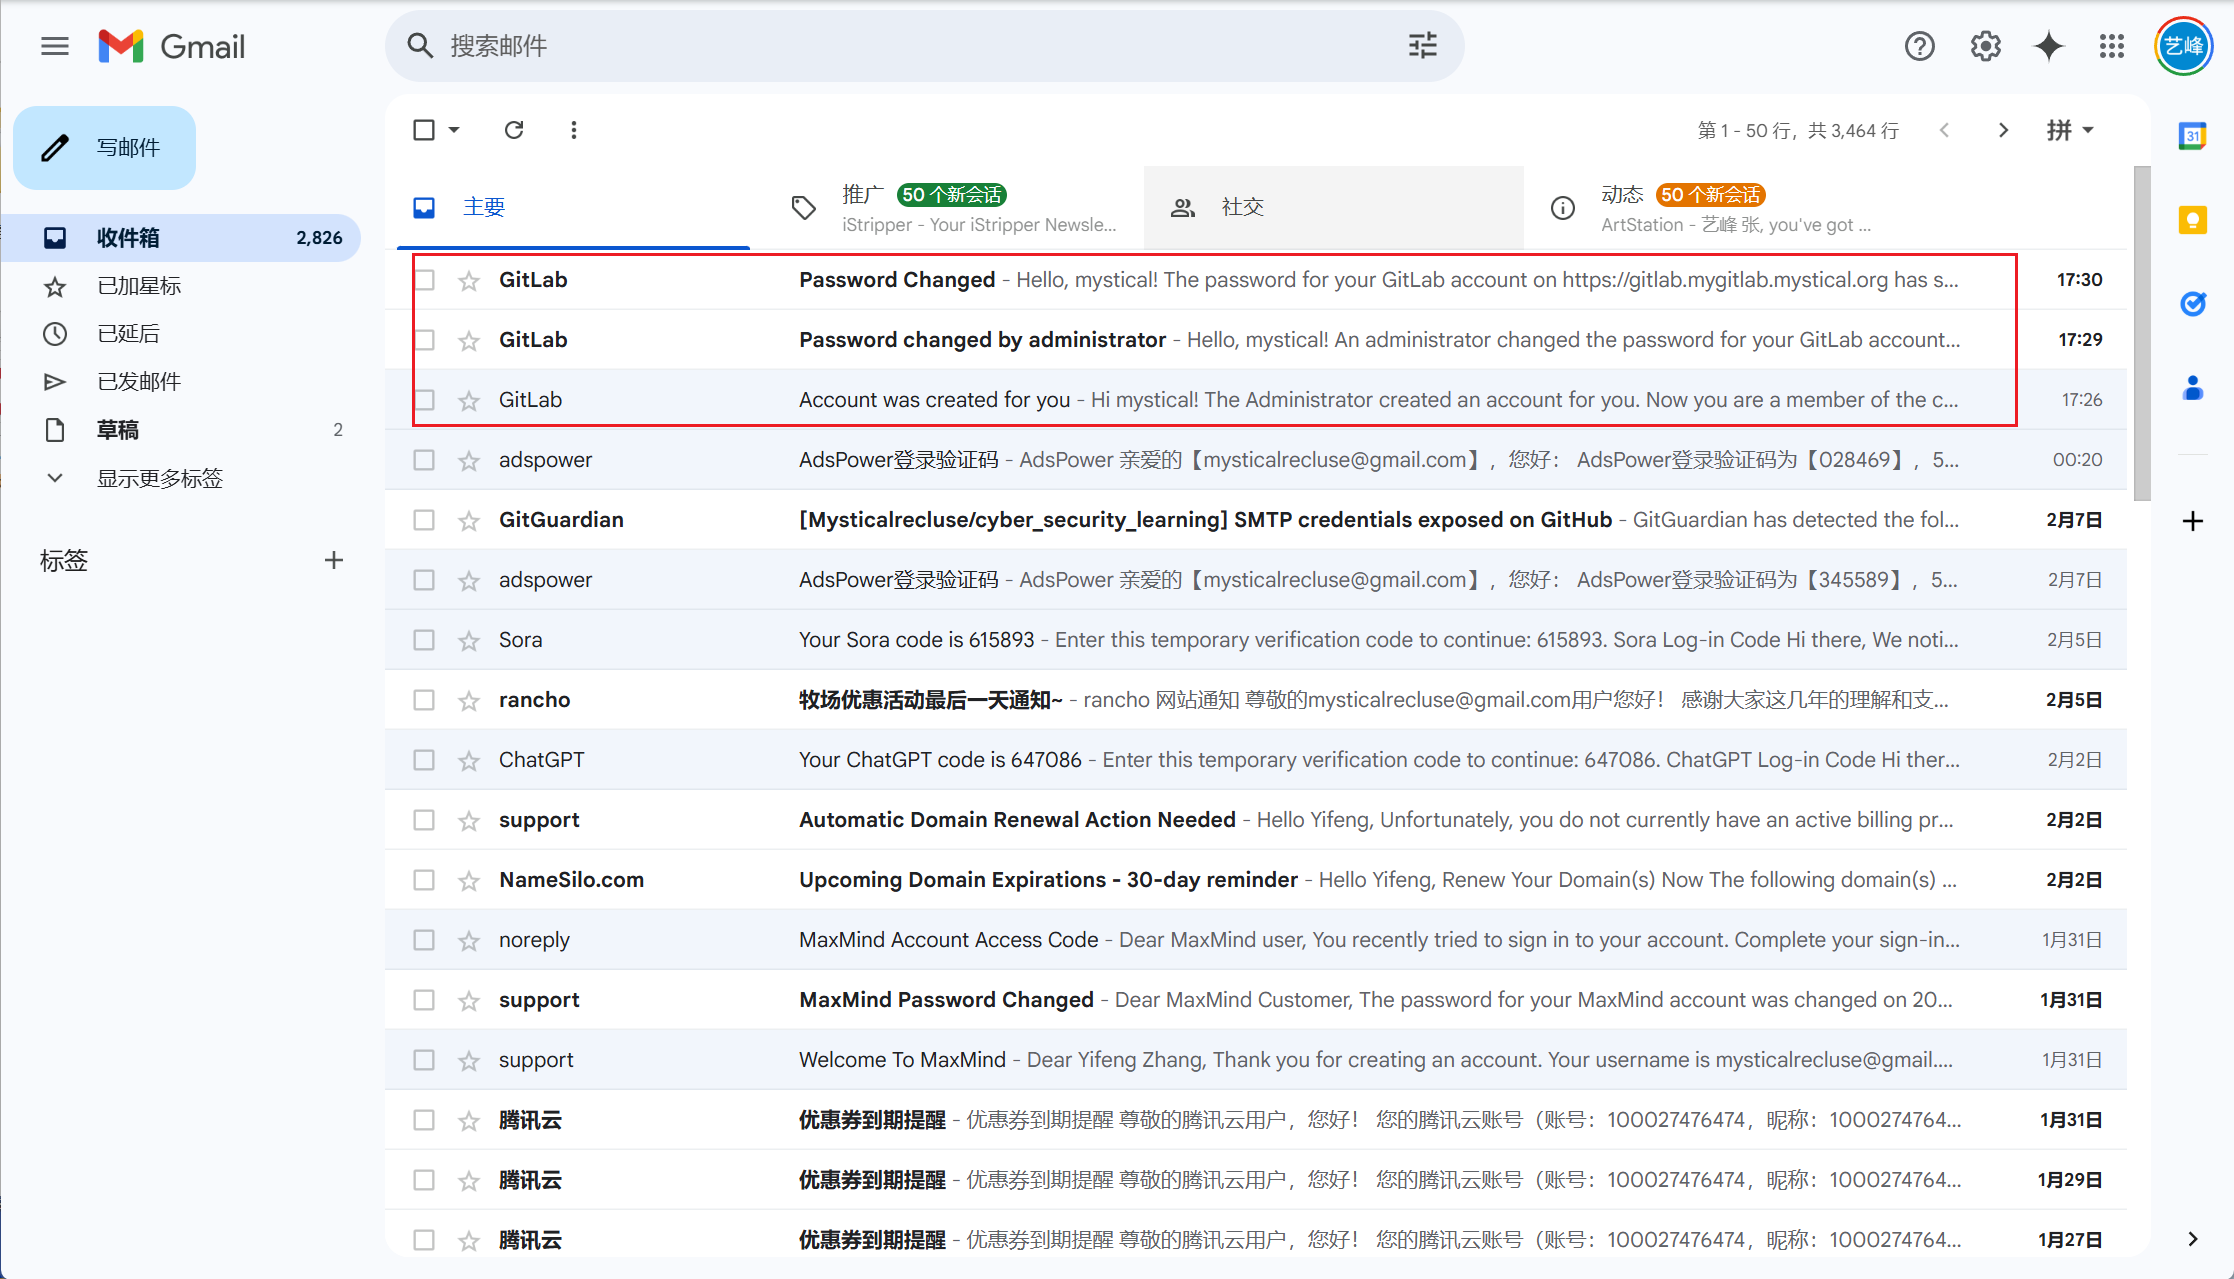 Gmail
搜索邮件
艺峰
写邮件
第 1 - 50 行，共 3,464 行
拼
31
收件箱 2,826
已加星标
已延后
已发邮件
草稿 2
显示更多标签
标签
主要
推广 50 个新会话
iStripper - Your iStripper Newsle...
社交
动态 50 个新会话
ArtStation - 艺峰 张, you've got ...
GitLab Password Changed - Hello, mystical! The password for your GitLab account on https://gitlab.mygitlab.mystical.org has s... 17:30
GitLab Password changed by administrator - Hello, mystical! An administrator changed the password for your GitLab account... 17:29
GitLab Account was created for you - Hi mystical! The Administrator created an account for you. Now you are a member of the c... 17:26
adspower AdsPower登录验证码 - AdsPower 亲爱的【mysticalrecluse@gmail.com】，您好： AdsPower登录验证码为【028469】，5... 00:20
GitGuardian [Mysticalrecluse/cyber_security_learning] SMTP credentials exposed on GitHub - GitGuardian has detected the fol... 2月7日
adspower AdsPower登录验证码 - AdsPower 亲爱的【mysticalrecluse@gmail.com】，您好： AdsPower登录验证码为【345589】，5... 2月7日
Sora Your Sora code is 615893 - Enter this temporary verification code to continue: 615893. Sora Log-in Code Hi there, We noti... 2月5日
rancho 牧场优惠活动最后一天通知~ - rancho 网站通知 尊敬的mysticalrecluse@gmail.com用户您好！ 感谢大家这几年的理解和支... 2月5日
ChatGPT Your ChatGPT code is 647086 - Enter this temporary verification code to continue: 647086. ChatGPT Log-in Code Hi ther... 2月2日
support Automatic Domain Renewal Action Needed - Hello Yifeng, Unfortunately, you do not currently have an active billing pr... 2月2日
NameSilo.com Upcoming Domain Expirations - 30-day reminder - Hello Yifeng, Renew Your Domain(s) Now The following domain(s) ... 2月2日
noreply MaxMind Account Access Code - Dear MaxMind user, You recently tried to sign in to your account. Complete your sign-in... 1月31日
support MaxMind Password Changed - Dear MaxMind Customer, The password for your MaxMind account was changed on 20... 1月31日
support Welcome To MaxMind - Dear Yifeng Zhang, Thank you for creating an account. Your username is mysticalrecluse@gmail.... 1月31日
腾讯云 优惠券到期提醒 - 优惠券到期提醒 尊敬的腾讯云用户，您好！ 您的腾讯云账号（账号：100027476474，昵称：1000274764... 1月31日
腾讯云 优惠券到期提醒 - 优惠券到期提醒 尊敬的腾讯云用户，您好！ 您的腾讯云账号（账号：100027476474，昵称：1000274764... 1月29日
腾讯云 优惠券到期提醒 - 优惠券到期提醒 尊敬的腾讯云用户，您好！ 您的腾讯云账号（账号：100027476474，昵称：1000274764... 1月27日